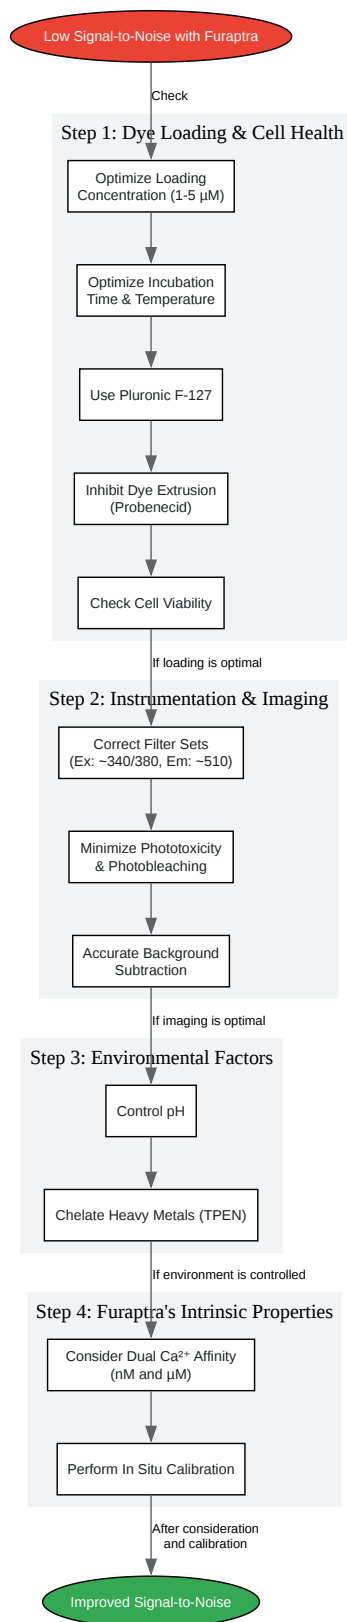 Low Signal-to-Noise with Furaptra
Check
Step 1: Dye Loading & Cell Health
Optimize Loading
Concentration (1-5 µM)
Optimize Incubation
Time & Temperature
Use Pluronic F-127
Inhibit Dye Extrusion
(Probenecid)
Check Cell Viability
If loading is optimal
Step 2: Instrumentation & Imaging
Correct Filter Sets
(Ex: ~340/380, Em: ~510)
Minimize Phototoxicity
& Photobleaching
Accurate Background
Subtraction
If imaging is optimal
Step 3: Environmental Factors
Control pH
Chelate Heavy Metals (TPEN)
If environment is controlled
Step 4: Furaptra's Intrinsic Properties
Consider Dual Ca²⁺ Affinity
(nM and µM)
Perform In Situ Calibration
After consideration
and calibration
Improved Signal-to-Noise